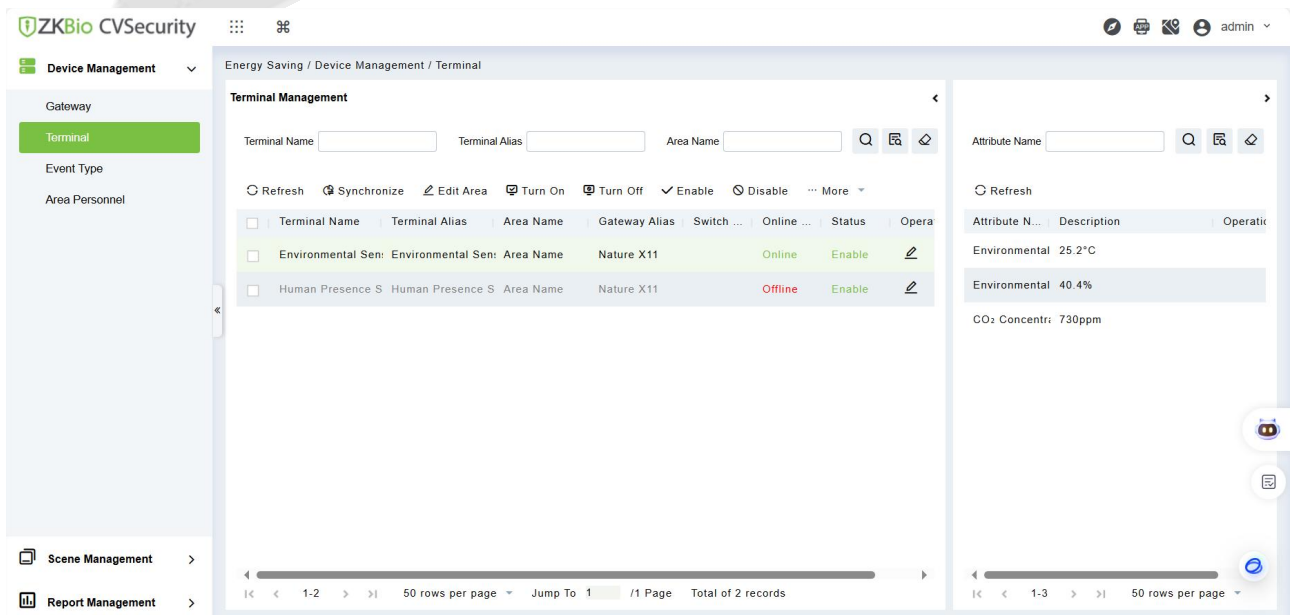 ZKBio CVSecurity
APP
admin
Device Management
Gateway
Terminal
Event Type
Area Personnel
Scene Management
Report Management
Energy Saving / Device Management / Terminal
Terminal Management
Terminal Name Terminal Alias Area Name
Refresh Synchronize Edit Area Turn On Turn Off Enable Disable ··· More
Terminal Name Terminal Alias Area Name Gateway Alias Switch ... Online ... Status Opera
Environmental Sen Environmental Sen Area Name Nature X11 Online Enable
Human Presence S Human Presence S Area Name Nature X11 Offline Enable
1-2 50 rows per page Jump To 1 /1 Page Total of 2 records
Attribute Name
Refresh
Attribute N... Description Operatio
Environmental 25.2°C
Environmental 40.4%
CO₂ Concentra 730ppm
1-3 50 rows per page